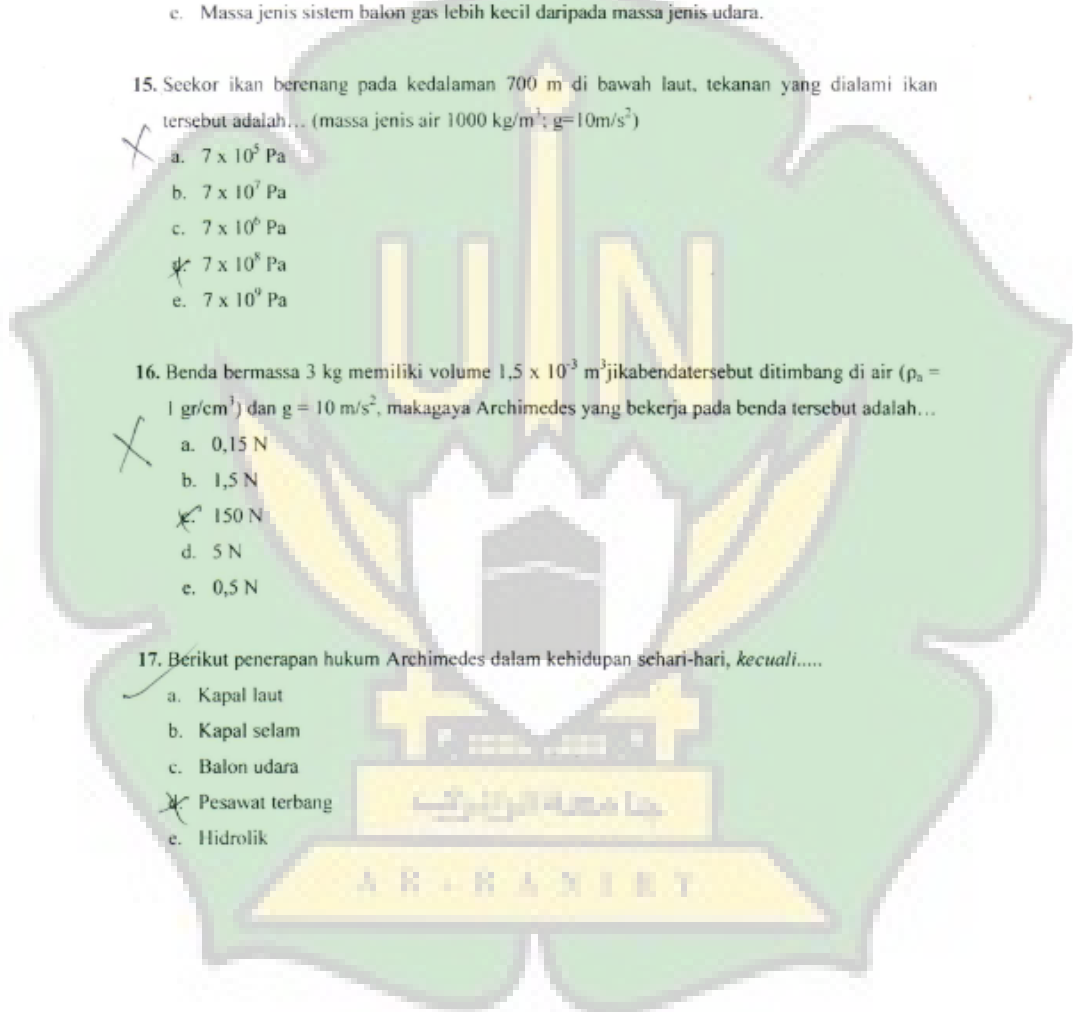 c. Massa jenis sistem balon gas lebih kecil daripada massa jenis udara.
15. Seekor ikan berenang pada kedalaman 700 m di bawah laut, tekanan yang dialami ikan
tersebut adalah... (massa jenis air 1000 kg/m³; g=10m/s²)
a. 7 x 10⁵ Pa
b. 7 x 10⁷ Pa
c. 7 x 10⁶ Pa
d. 7 x 10⁸ Pa
e. 7 x 10⁹ Pa
16. Benda bermassa 3 kg memiliki volume 1,5 x 10⁻³ m³jikabendatersebut ditimbang di air (ρₐ =
1 gr/cm³) dan g = 10 m/s², makagaya Archimedes yang bekerja pada benda tersebut adalah...
a. 0,15 N
b. 1,5 N
c. 150 N
d. 5 N
e. 0,5 N
17. Berikut penerapan hukum Archimedes dalam kehidupan sehari-hari, kecuali.....
a. Kapal laut
b. Kapal selam
c. Balon udara
d. Pesawat terbang
e. Hidrolik
UIN
AR-RANIRY